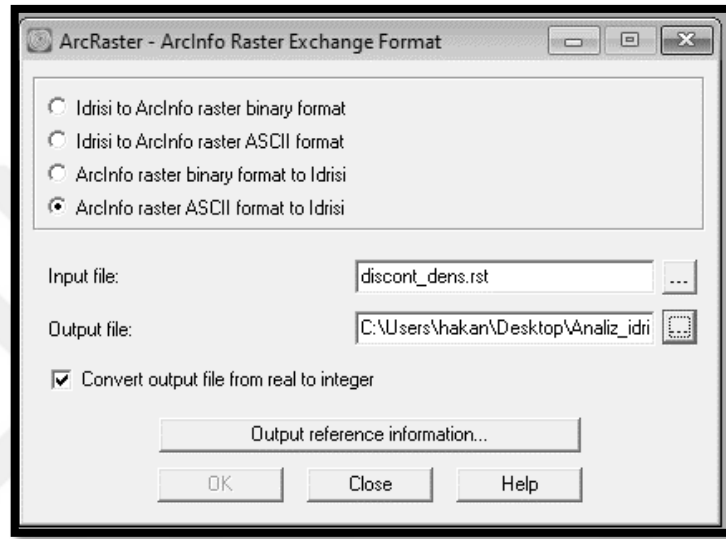 ArcRaster - ArcInfo Raster Exchange Format
Idrisi to ArcInfo raster binary format
Idrisi to ArcInfo raster ASCII format
ArcInfo raster binary format to Idrisi
ArcInfo raster ASCII format to Idrisi
Input file: discont_dens.rst ...
Output file: C:\Users\hakan\Desktop\Analiz_idri ...
Convert output file from real to integer
Output reference information...
OK Close Help